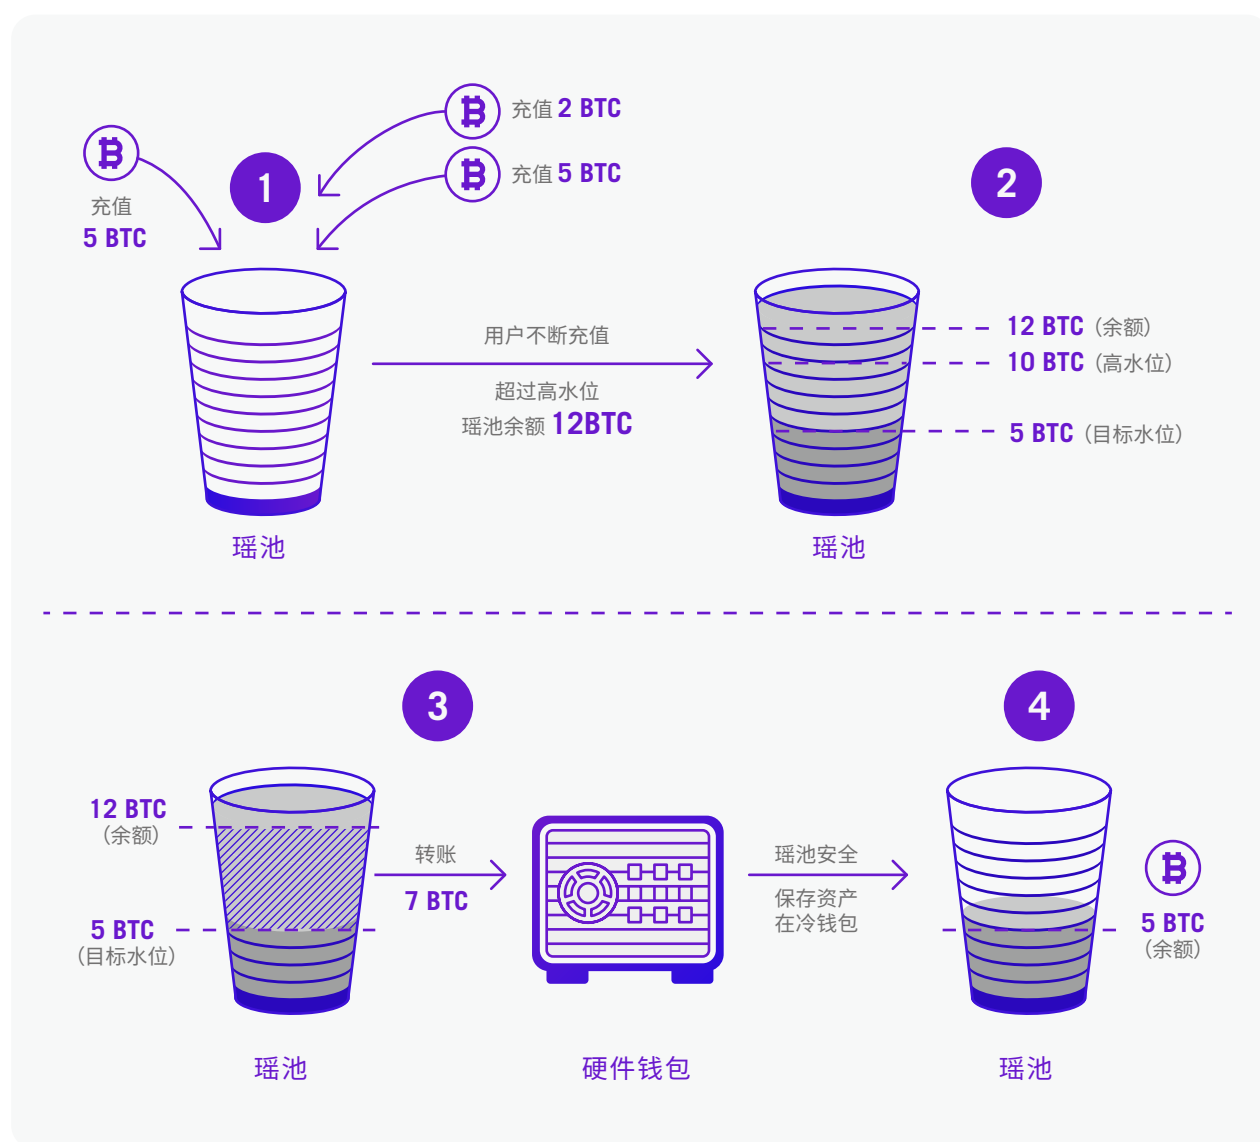 充值 2 BTC
充值 5 BTC
充值
5 BTC
1
2
用户不断充值
超过高水位
瑶池余额 12BTC
12 BTC（余额）
10 BTC（高水位）
5 BTC（目标水位）
瑶池
瑶池
3
4
12 BTC
（余额）
5 BTC
（目标水位）
转账
7 BTC
瑶池安全
保存资产
在冷钱包
5 BTC
（余额）
瑶池
硬件钱包
瑶池